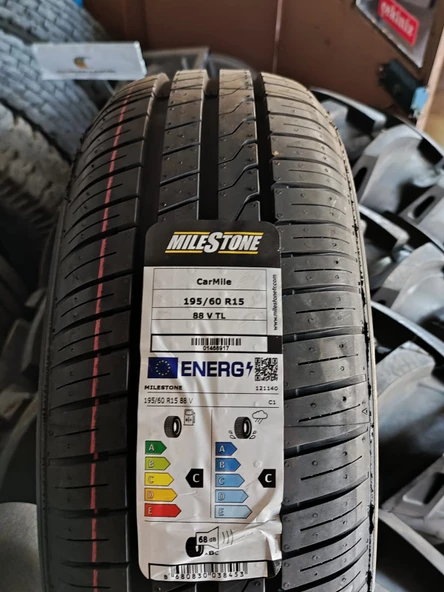 MILESTONE
CarMile
195/60 R15
88 V TL
www.milestonetr.com
01468917
ENERG
MILESTONE
121140
195/60 R15 88 V
C1
A
B
C
D
E
C
A
B
C
D
E
C
68 dB
8 680830 038453